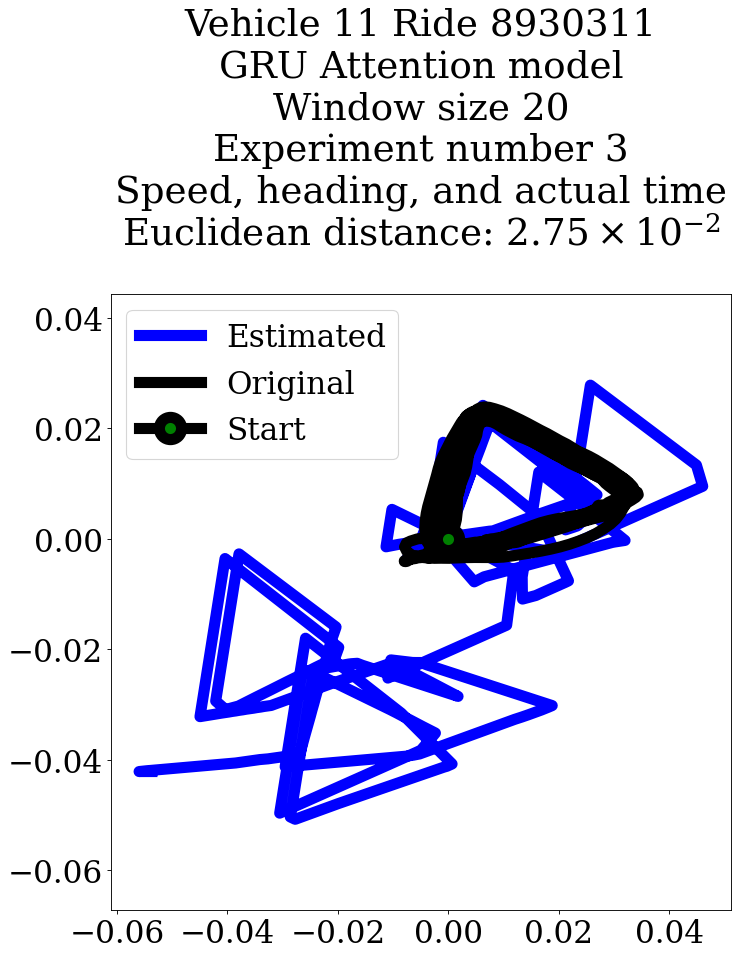 Vehicle 11 Ride 8930311
GRU Attention model
Window size 20
Experiment number 3
Speed, heading, and actual time
Euclidean distance: 2.75 × 10⁻²
Estimated
Original
Start
0.04
0.02
0.00
−0.02
−0.04
−0.06
−0.06 −0.04 −0.02 0.00 0.02 0.04